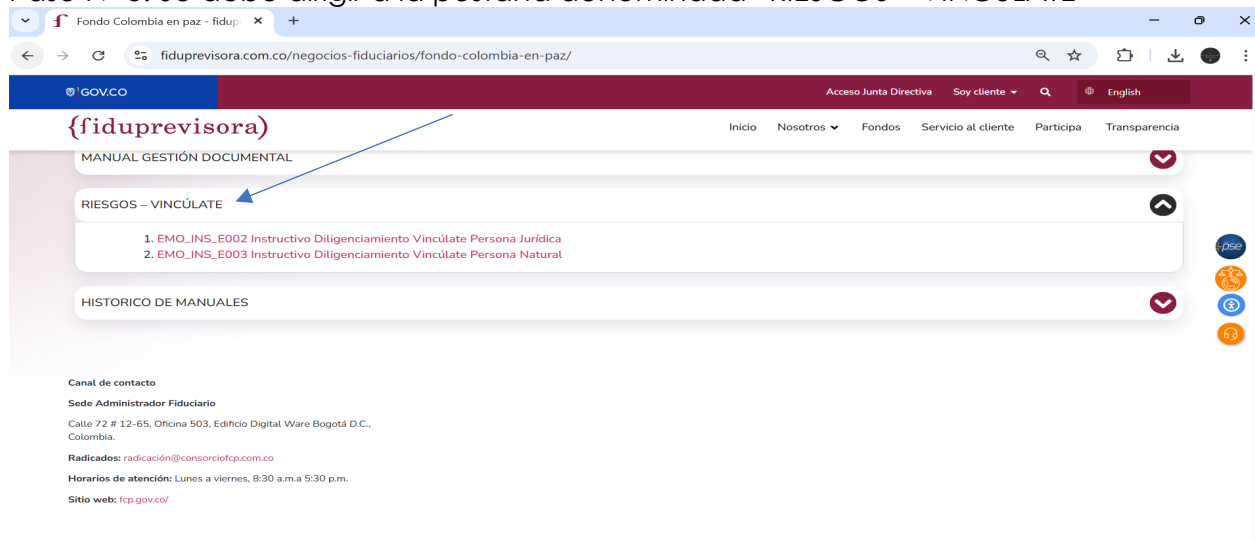 Fondo Colombia en paz - fidup
fiduprevisora.com.co/negocios-fiduciarios/fondo-colombia-en-paz/
GOV.CO
Acceso Junta Directiva Soy cliente English
{fiduprevisora)
Inicio Nosotros Fondos Servicio al cliente Participa Transparencia
MANUAL GESTIÓN DOCUMENTAL
RIESGOS – VINCÚLATE
1. EMO_INS_E002 Instructivo Diligenciamiento Vincúlate Persona Jurídica
2. EMO_INS_E003 Instructivo Diligenciamiento Vincúlate Persona Natural
pse
HISTORICO DE MANUALES
Canal de contacto
Sede Administrador Fiduciario
Calle 72 # 12-65, Oficina 503, Edificio Digital Ware Bogotá D.C.,
Colombia.
Radicados: radicación@consorciofcp.com.co
Horarios de atención: Lunes a viernes, 8:30 a.m.a 5:30 p.m.
Sitio web: fcp.gov.co/